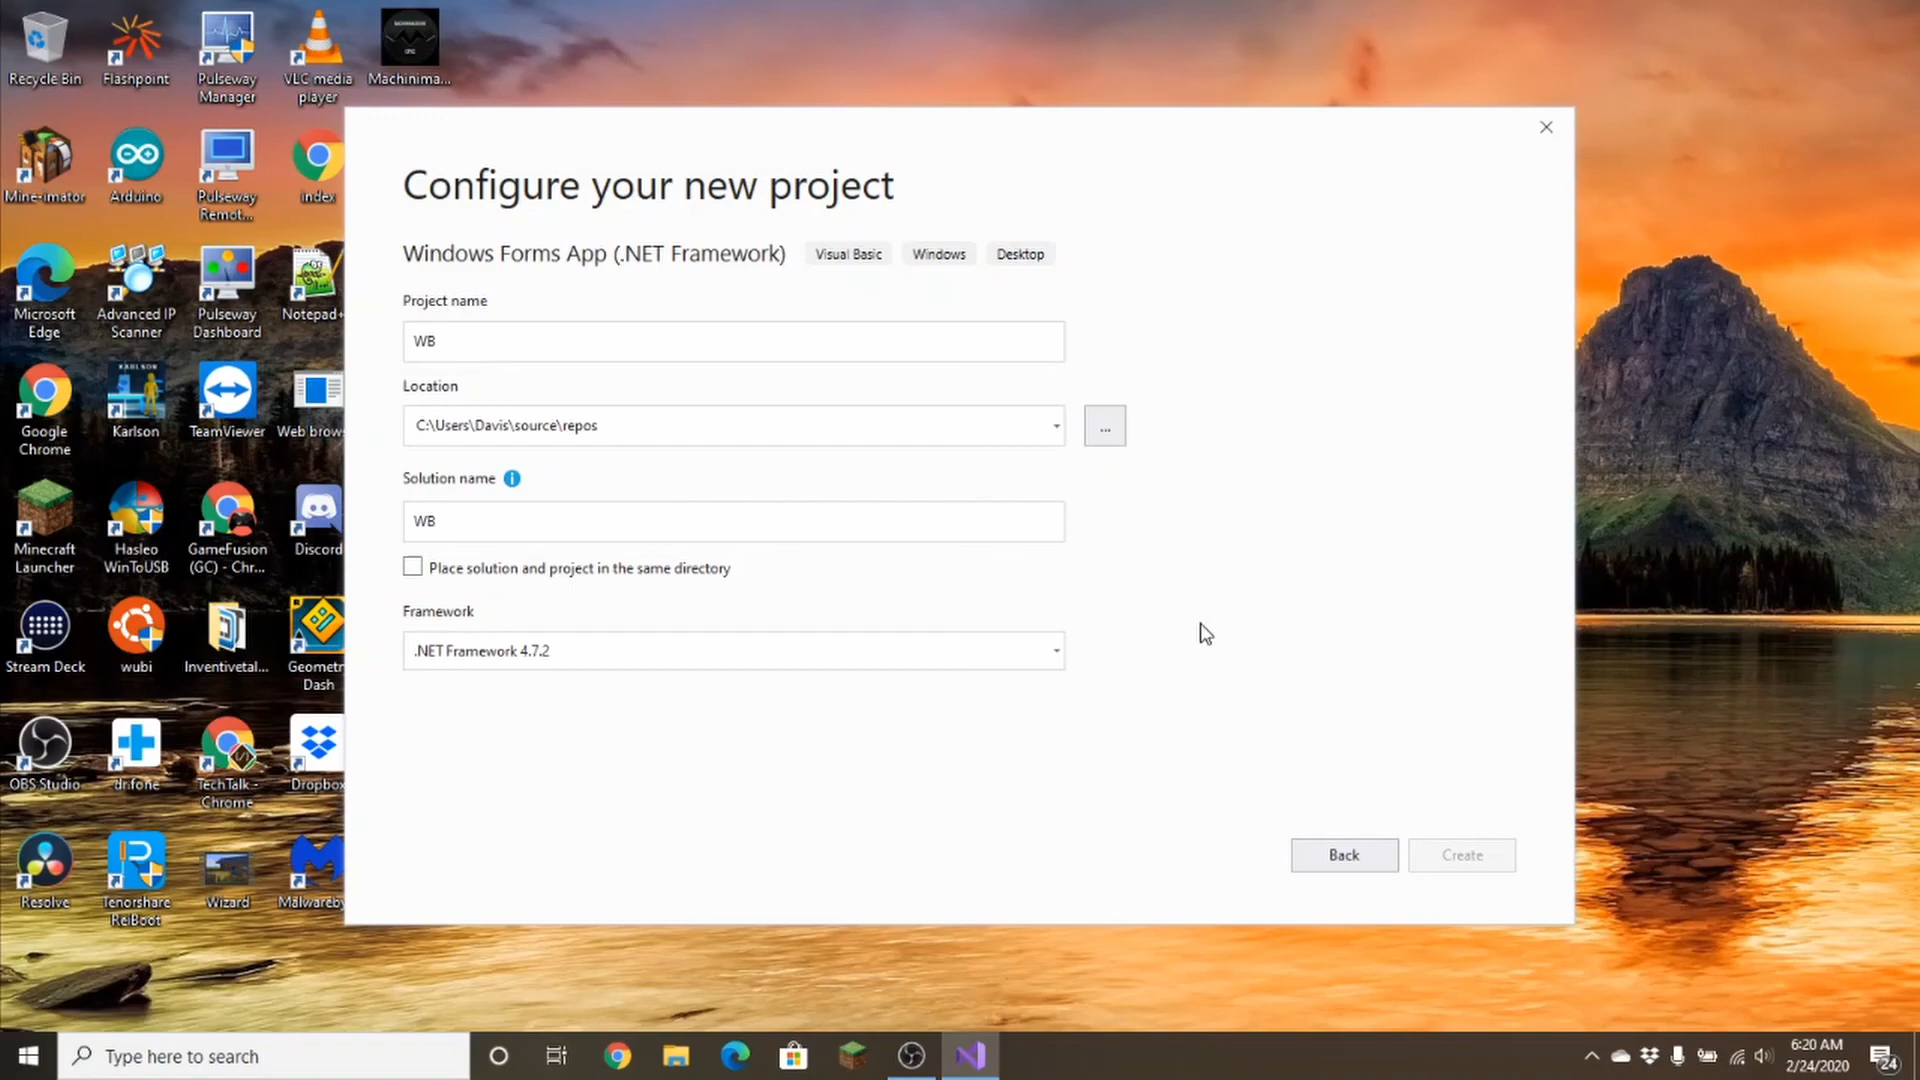 Recycle Bin
Flashpoint
Pulseway
Manager
VLC media
player
Machinima...
Mine-imator
Arduino
Pulseway
Remot...
index
Microsoft
Edge
Advanced IP
Scanner
Pulseway
Dashboard
Notepad+
Google
Chrome
KARLSON
Karlson
TeamViewer
Web brows
Minecraft
Launcher
Hasleo
WinToUSB
GameFusion
(GC) - Chr...
Discord
Stream Deck
wubi
Inventivetal...
Geometr
Dash
OBS Studio
dr.fone
TechTalk -
Chrome
Dropbox
Resolve
Tenorshare
ReiBoot
Wizard
Malwareby
Configure your new project
Windows Forms App (.NET Framework)
Visual Basic
Windows
Desktop
Project name
WB
Location
C:\Users\Davis\source\repos
...
Solution name
WB
Place solution and project in the same directory
Framework
.NET Framework 4.7.2
Back
Create
Type here to search
6:20 AM
2/24/2020
24